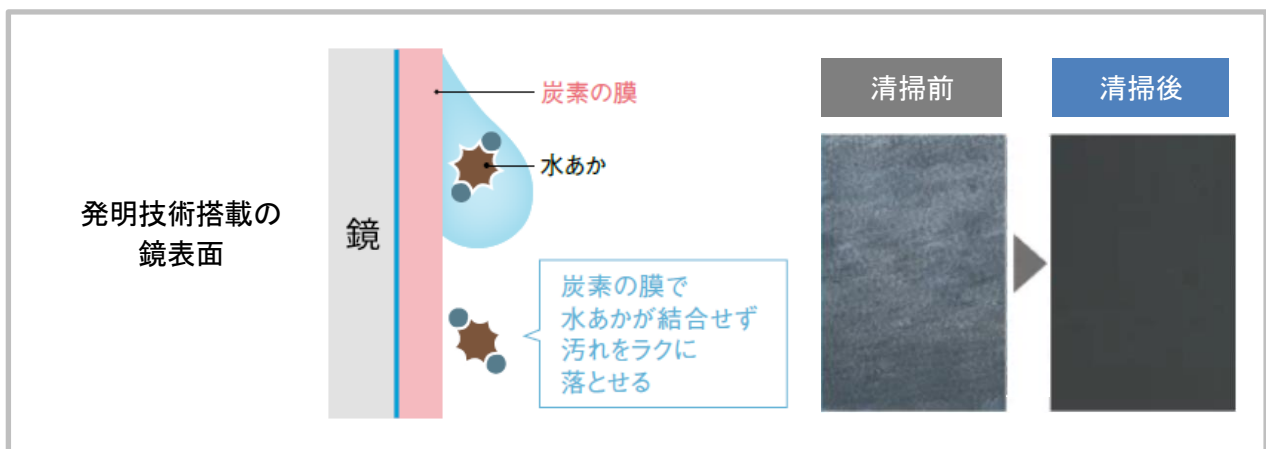 発明技術搭載の
鏡表面
鏡
炭素の膜
水あか
炭素の膜で
水あかが結合せず
汚れをラクに
落とせる
清掃前
清掃後